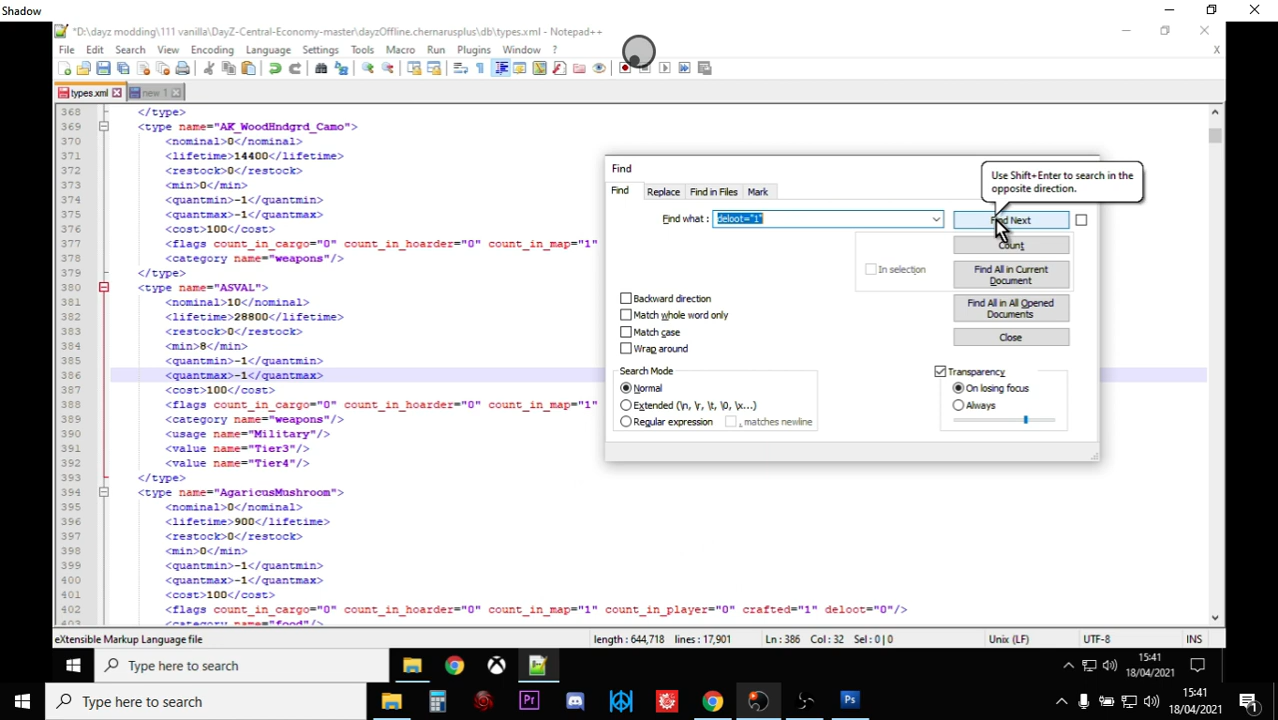 Shadow
*D:\dayz modding\111 vanilla\DayZ-Central-Economy-master\dayzOffline.chernarusplus\db\types.xml - Notepad++
File Edit Search View Encoding Language Settings Tools Macro Run Plugins Window ? X
types.xml new 1
368 </type>
369 <type name="AK_WoodHndgrd_Camo">
370 <nominal>0</nominal>
371 <lifetime>14400</lifetime>
372 <restock>0</restock>
373 <min>0</min>
374 <quantmin>-1</quantmin>
375 <quantmax>-1</quantmax>
376 <cost>100</cost>
377 <flags count_in_cargo="0" count_in_hoarder="0" count_in_map="1"
378 <category name="weapons"/>
379 </type>
380 <type name="ASVAL">
381 <nominal>10</nominal>
382 <lifetime>28800</lifetime>
383 <restock>0</restock>
384 <min>8</min>
385 <quantmin>-1</quantmin>
386 <quantmax>-1</quantmax>
387 <cost>100</cost>
388 <flags count_in_cargo="0" count_in_hoarder="0" count_in_map="1"
389 <category name="weapons"/>
390 <usage name="Military"/>
391 <value name="Tier3"/>
392 <value name="Tier4"/>
393 </type>
394 <type name="AgaricusMushroom">
395 <nominal>0</nominal>
396 <lifetime>900</lifetime>
397 <restock>0</restock>
398 <min>0</min>
399 <quantmin>-1</quantmin>
400 <quantmax>-1</quantmax>
401 <cost>100</cost>
402 <flags count_in_cargo="0" count_in_hoarder="0" count_in_map="1" count_in_player="0" crafted="1" deloot="0"/>
403 <category name="food"/>
Find
Find Replace Find in Files Mark
Use Shift+Enter to search in the
opposite direction.
Find what : deloot="1"
Find Next
Count
In selection
Find All in Current
Document
Find All in All Opened
Documents
Close
Backward direction
Match whole word only
Match case
Wrap around
Search Mode
Normal
Extended (\n, \r, \t, \0, \x...)
Regular expression . matches newline
Transparency
On losing focus
Always
eXtensible Markup Language file length : 644,718 lines : 17,901 Ln : 386 Col : 32 Sel : 0 | 0 Unix (LF) UTF-8 INS
Type here to search
15:41
18/04/2021
Type here to search
Pr
Ps
15:41
18/04/2021
1